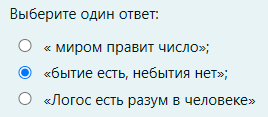 Выберите один ответ:
« миром правит число»;
«бытие есть, небытия нет»;
«Логос есть разум в человеке»